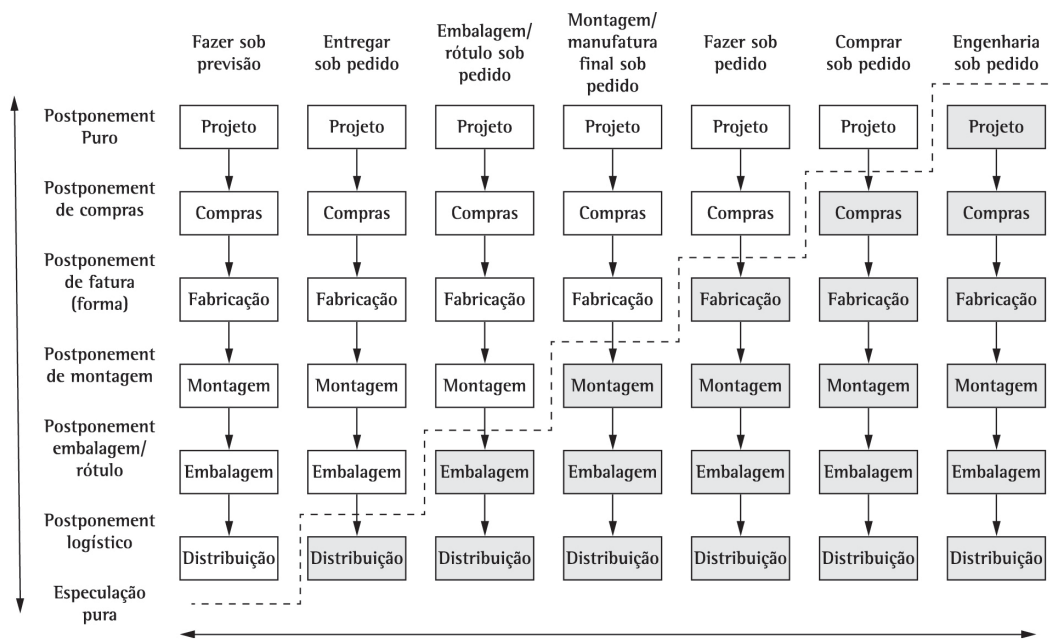 Fazer sob
previsão
Entregar
sob pedido
Embalagem/
rótulo sob
pedido
Montagem/
manufatura
final sob
pedido
Fazer sob
pedido
Comprar
sob pedido
Engenharia
sob pedido
Postponement
Puro
Projeto
Projeto
Projeto
Projeto
Projeto
Projeto
Projeto
Postponement
de compras
Compras
Compras
Compras
Compras
Compras
Compras
Compras
Postponement
de fatura
(forma)
Fabricação
Fabricação
Fabricação
Fabricação
Fabricação
Fabricação
Fabricação
Postponement
de montagem
Montagem
Montagem
Montagem
Montagem
Montagem
Montagem
Montagem
Postponement
embalagem/
rótulo
Embalagem
Embalagem
Embalagem
Embalagem
Embalagem
Embalagem
Embalagem
Postponement
logístico
Distribuição
Distribuição
Distribuição
Distribuição
Distribuição
Distribuição
Distribuição
Especulação
pura